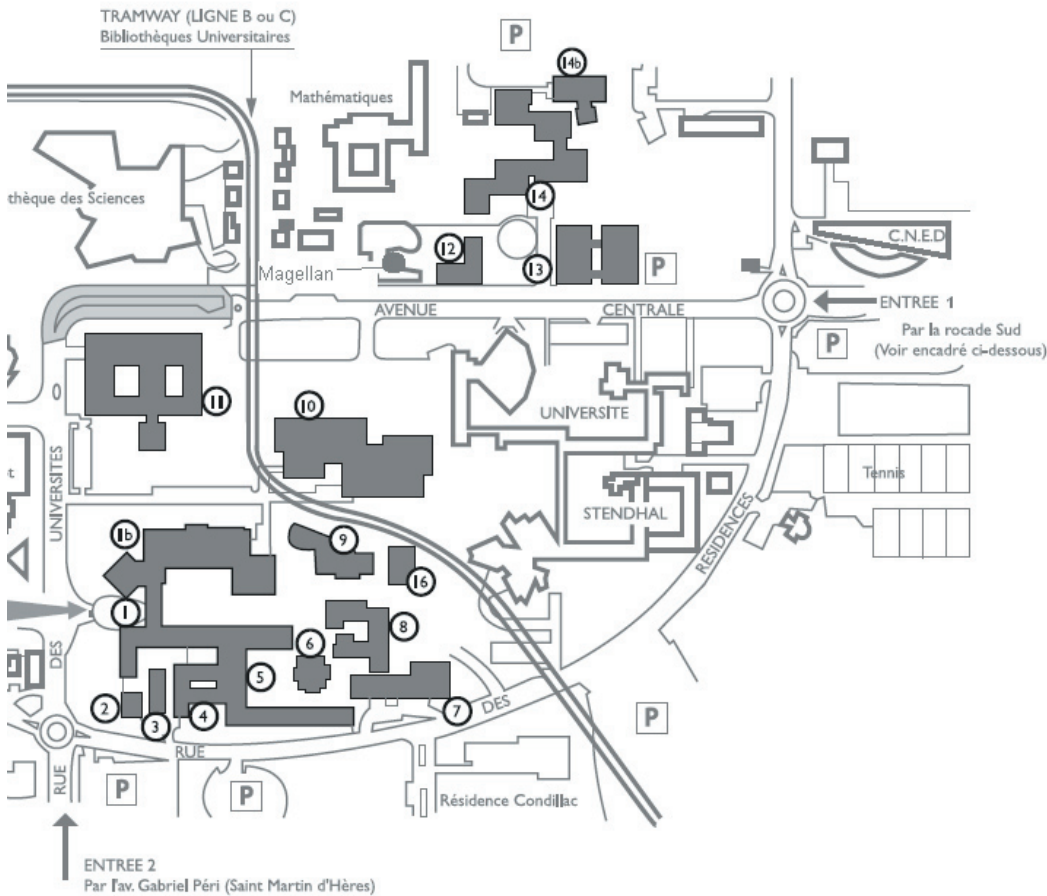 TRAMWAY (LIGNE B ou C)
Bibliothèques Universitaires
P
14b
Mathématiques
thèque des Sciences
14
12
13
P
Magellan
C.N.E.D
AVENUE
CENTRALE
ENTREE 1
Par la rocade Sud
(Voir encadré ci-dessous)
P
11
10
UNIVERSITE
UNIVERSITES
t
Tennis
STENDHAL
1b
9
16
RESIDENCES
1
8
6
5
DES
2
3
4
7
DES
P
RUE
RUE
P
P
Résidence Condillac
ENTREE 2
Par l'av. Gabriel Péri (Saint Martin d'Hères)